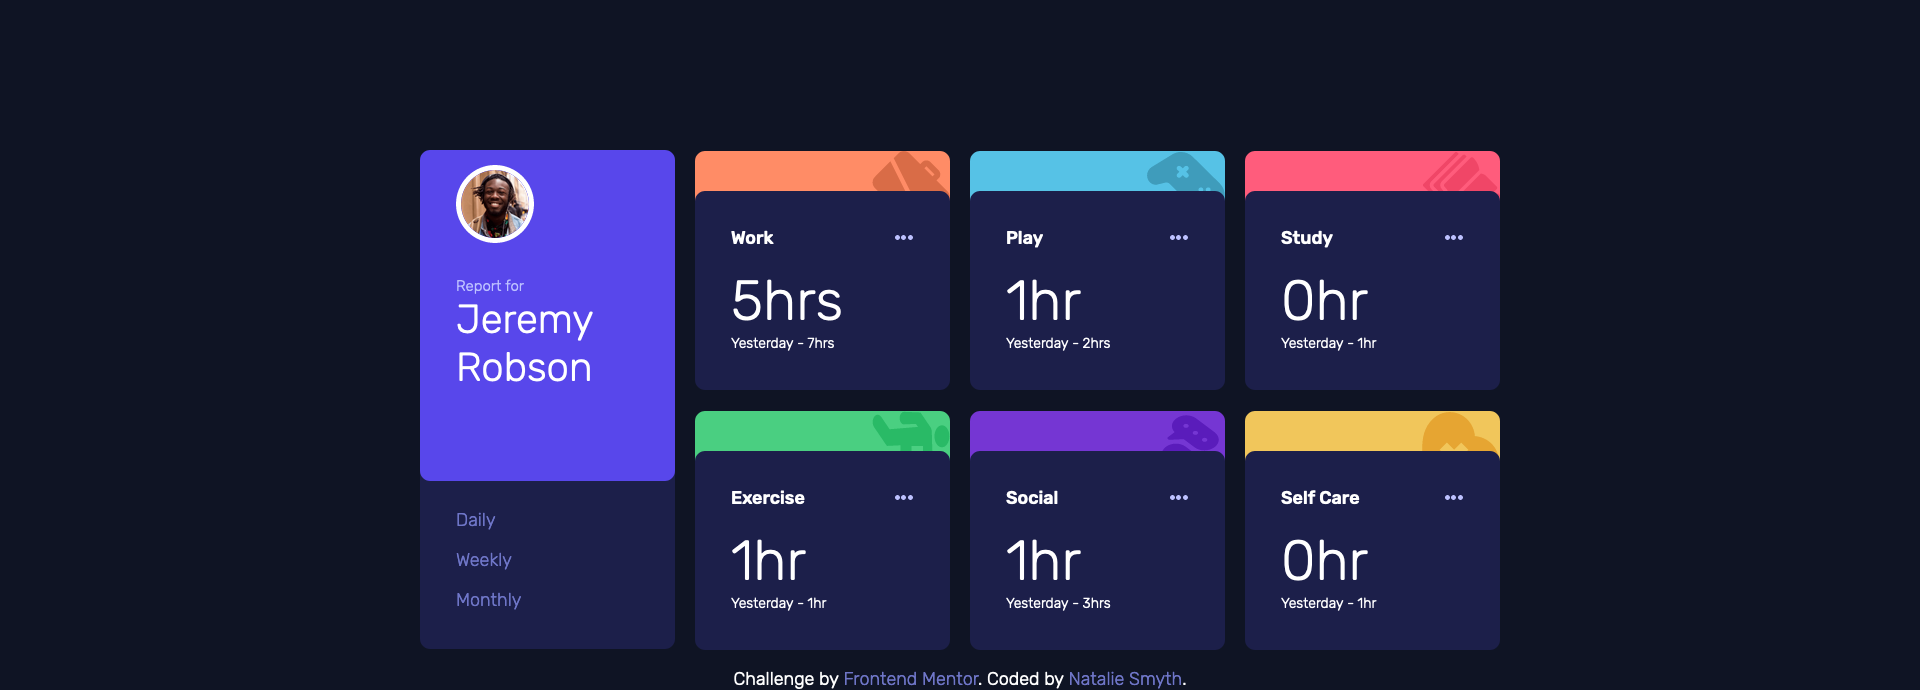 Report for
Jeremy
Robson
Daily
Weekly
Monthly
Work
5hrs
Yesterday - 7hrs
Play
1hr
Yesterday - 2hrs
Study
0hr
Yesterday - 1hr
Exercise
1hr
Yesterday - 1hr
Social
1hr
Yesterday - 3hrs
Self Care
0hr
Yesterday - 1hr
Challenge by Frontend Mentor. Coded by Natalie Smyth.